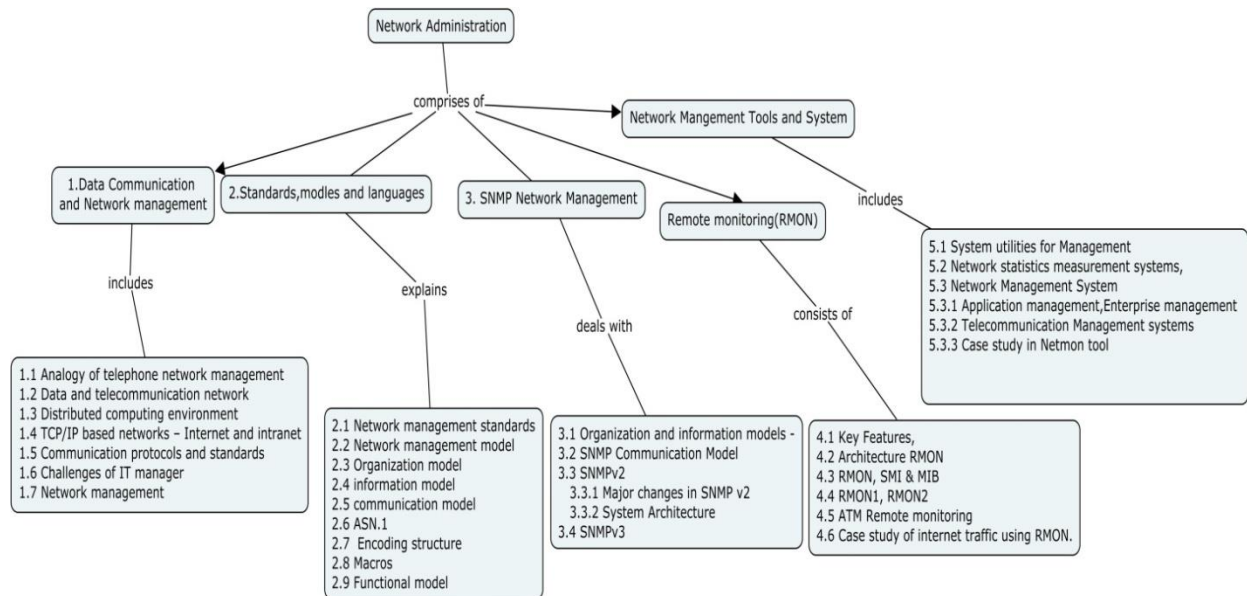 Network Administration
comprises of
Network Mangement Tools and System
1.Data Communication
and Network management
2.Standards,modles and languages
3. SNMP Network Management
Remote monitoring(RMON)
includes
explains
deals with
consists of
includes
1.1 Analogy of telephone network management
1.2 Data and telecommunication network
1.3 Distributed computing environment
1.4 TCP/IP based networks – Internet and intranet
1.5 Communication protocols and standards
1.6 Challenges of IT manager
1.7 Network management
2.1 Network management standards
2.2 Network management model
2.3 Organization model
2.4 information model
2.5 communication model
2.6 ASN.1
2.7 Encoding structure
2.8 Macros
2.9 Functional model
3.1 Organization and information models -
3.2 SNMP Communication Model
3.3 SNMPv2
3.3.1 Major changes in SNMP v2
3.3.2 System Architecture
3.4 SNMPv3
4.1 Key Features,
4.2 Architecture RMON
4.3 RMON, SMI & MIB
4.4 RMON1, RMON2
4.5 ATM Remote monitoring
4.6 Case study of internet traffic using RMON.
5.1 System utilities for Management
5.2 Network statistics measurement systems,
5.3 Network Management System
5.3.1 Application management,Enterprise management
5.3.2 Telecommunication Management systems
5.3.3 Case study in Netmon tool